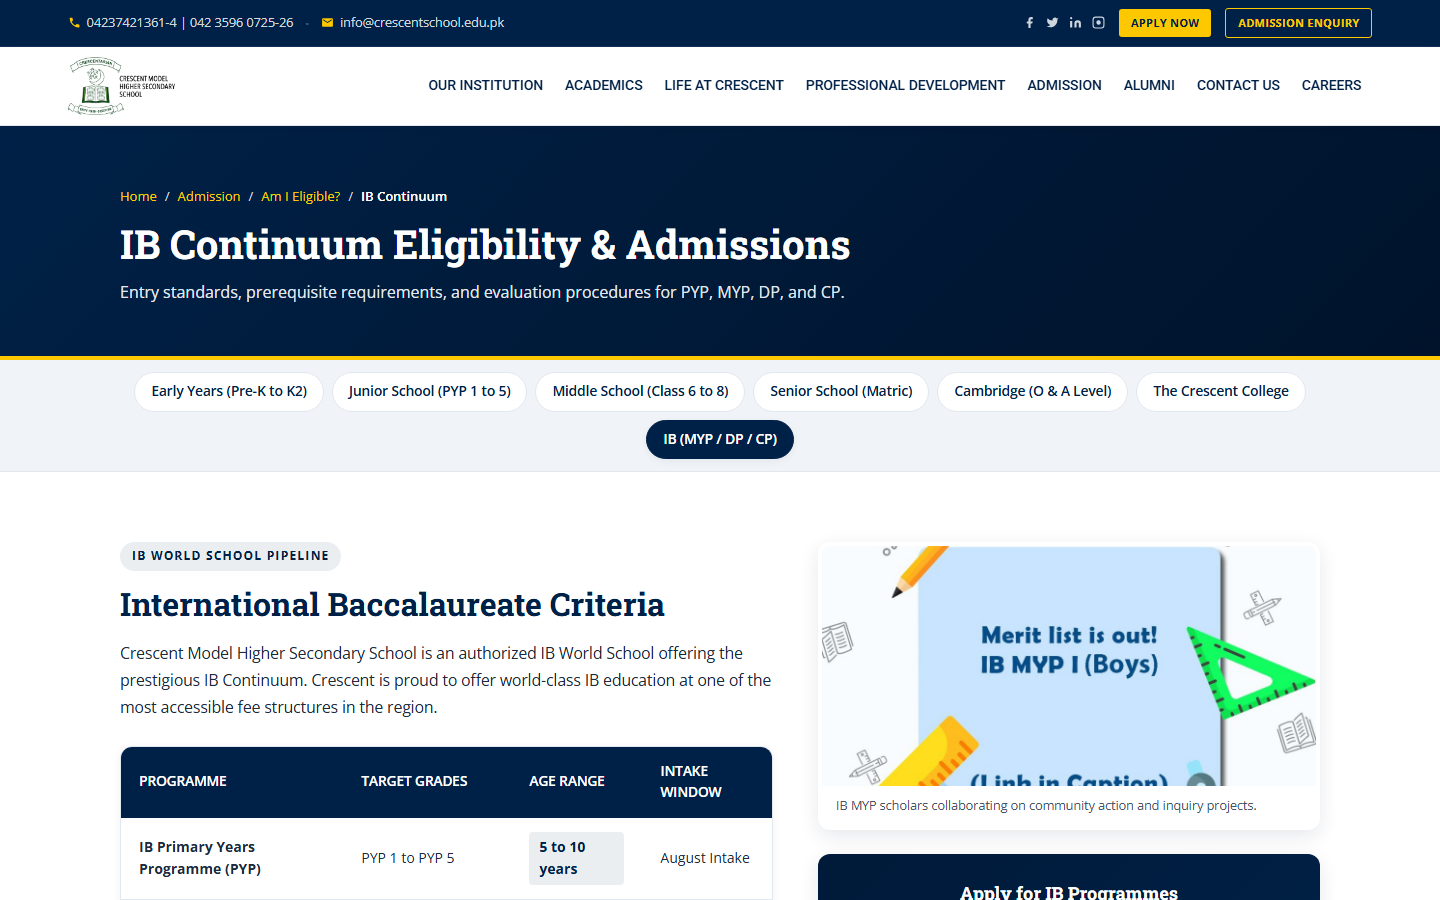 04237421361-4 | 042 3596 0725-26
info@crescentschool.edu.pk
APPLY NOW
ADMISSION ENQUIRY
CRESCENT MODEL
HIGHER SECONDARY
SCHOOL
OUR INSTITUTION
ACADEMICS
LIFE AT CRESCENT
PROFESSIONAL DEVELOPMENT
ADMISSION
ALUMNI
CONTACT US
CAREERS
Home / Admission / Am I Eligible? / IB Continuum
IB Continuum Eligibility & Admissions
Entry standards, prerequisite requirements, and evaluation procedures for PYP, MYP, DP, and CP.
Early Years (Pre-K to K2)
Junior School (PYP 1 to 5)
Middle School (Class 6 to 8)
Senior School (Matric)
Cambridge (O & A Level)
The Crescent College
IB (MYP / DP / CP)
IB WORLD SCHOOL PIPELINE
International Baccalaureate Criteria
Crescent Model Higher Secondary School is an authorized IB World School offering the
prestigious IB Continuum. Crescent is proud to offer world-class IB education at one of the
most accessible fee structures in the region.
PROGRAMME
TARGET GRADES
AGE RANGE
INTAKE
WINDOW
IB Primary Years
Programme (PYP)
PYP 1 to PYP 5
5 to 10
years
August Intake
Merit list is out!
IB MYP I (Boys)
(Link in Caption)
IB MYP scholars collaborating on community action and inquiry projects.
Apply for IB Programmes